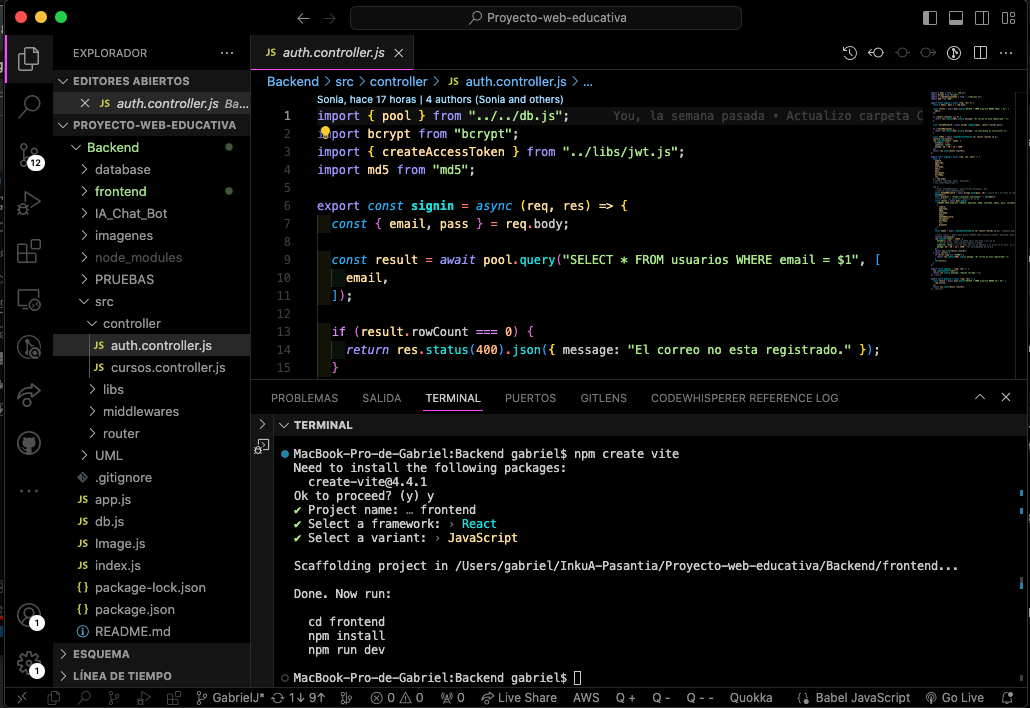 Proyecto-web-educativa
EXPLORADOR
EDITORES ABIERTOS
JS auth.controller.js Ba...
PROYECTO-WEB-EDUCATIVA
Backend
database
frontend
IA_Chat_Bot
imagenes
node_modules
PRUEBAS
src
controller
JS auth.controller.js
JS cursos.controller.js
libs
middlewares
router
UML
.gitignore
JS app.js
JS db.js
JS Image.js
JS index.js
{} package-lock.json
{} package.json
README.md
ESQUEMA
LÍNEA DE TIEMPO
12
1
1
JS auth.controller.js
Backend > src > controller > JS auth.controller.js > ...
Sonia, hace 17 horas | 4 authors (Sonia and others)
1 import { pool } from "../../db.js"; You, la semana pasada • Actualizo carpeta C
2 import bcrypt from "bcrypt";
3 import { createAccessToken } from "../libs/jwt.js";
4 import md5 from "md5";
5
6 export const signin = async (req, res) => {
7 const { email, pass } = req.body;
8
9 const result = await pool.query("SELECT * FROM usuarios WHERE email = $1", [
10 email,
11 ]);
12
13 if (result.rowCount === 0) {
14 return res.status(400).json({ message: "El correo no esta registrado." });
15 }
PROBLEMAS SALIDA TERMINAL PUERTOS GITLENS CODEWHISPERER REFERENCE LOG
TERMINAL
MacBook-Pro-de-Gabriel:Backend gabriel$ npm create vite
Need to install the following packages:
create-vite@4.4.1
Ok to proceed? (y) y
✔ Project name: … frontend
✔ Select a framework: › React
✔ Select a variant: › JavaScript
Scaffolding project in /Users/gabriel/InkuA-Pasantia/Proyecto-web-educativa/Backend/frontend...
Done. Now run:
cd frontend
npm install
npm run dev
MacBook-Pro-de-Gabriel:Backend gabriel$
GabrielJ* 1↓ 9↑ 0 0 0 Live Share AWS Q + Q - Q - - Quokka {} Babel JavaScript Go Live